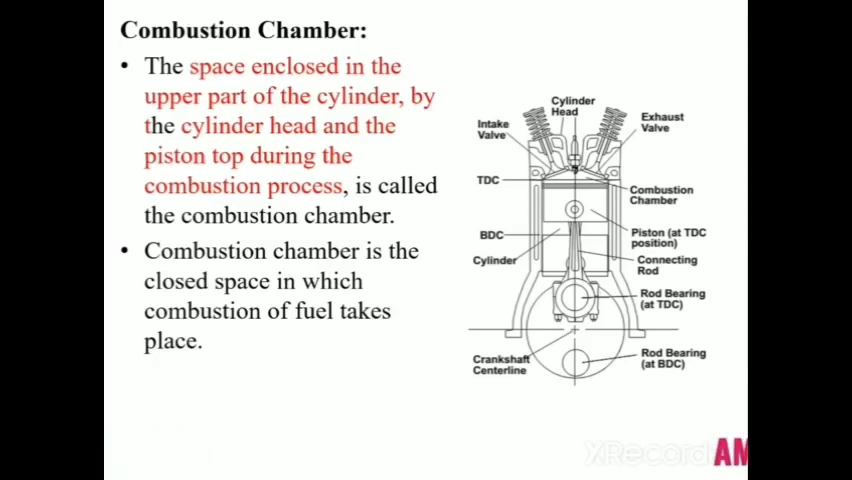 Combustion Chamber:
• The space enclosed in the
upper part of the cylinder, by
the cylinder head and the
piston top during the
combustion process, is called
the combustion chamber.
• Combustion chamber is the
closed space in which
combustion of fuel takes
place.
Cylinder
Head
Intake
Valve
Exhaust
Valve
TDC
Combustion
Chamber
BDC
Piston (at TDC
position)
Cylinder
Connecting
Rod
Rod Bearing
(at TDC)
Crankshaft
Centerline
Rod Bearing
(at BDC)
XRecorder
AM